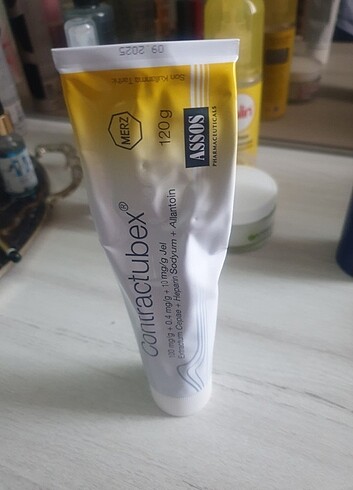 09 2025
Son Kullanma Tarihi:
MERZ
120 g
ASSOS
PHARMACEUTICALS
Contractubex®
100 mg/g + 0.4 mg/g + 10 mg/g Jel
Extractum Cepae + Heparin Sodyum + Allantoin